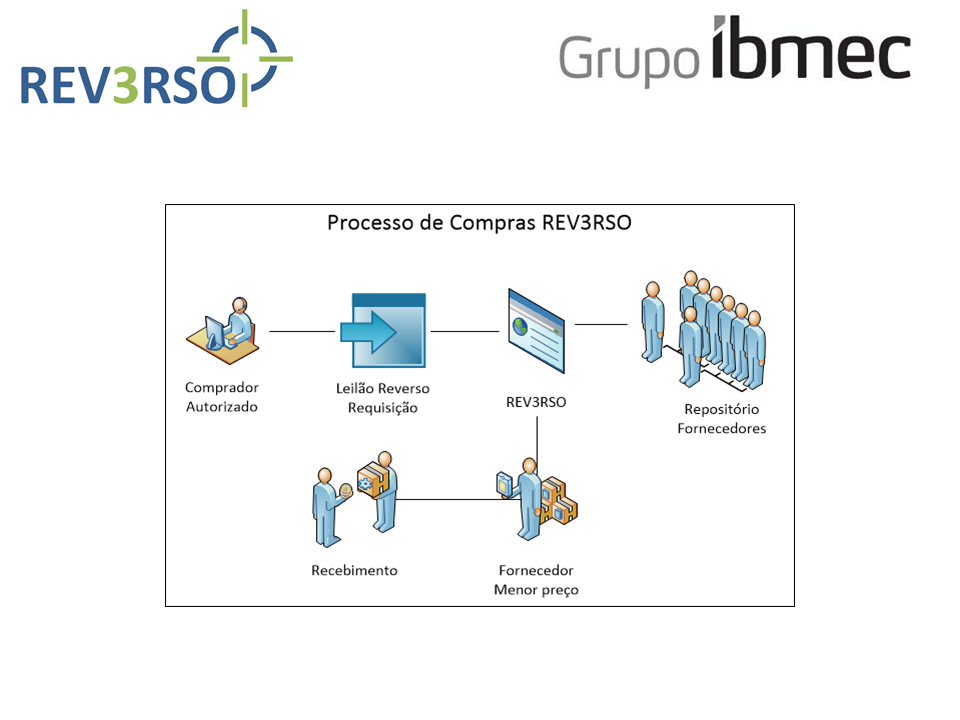 REV3RSO
Grupo ibmec
Processo de Compras REV3RSO
Comprador
Autorizado
Leilão Reverso
Requisição
REV3RSO
Repositório
Fornecedores
Recebimento
Fornecedor
Menor preço